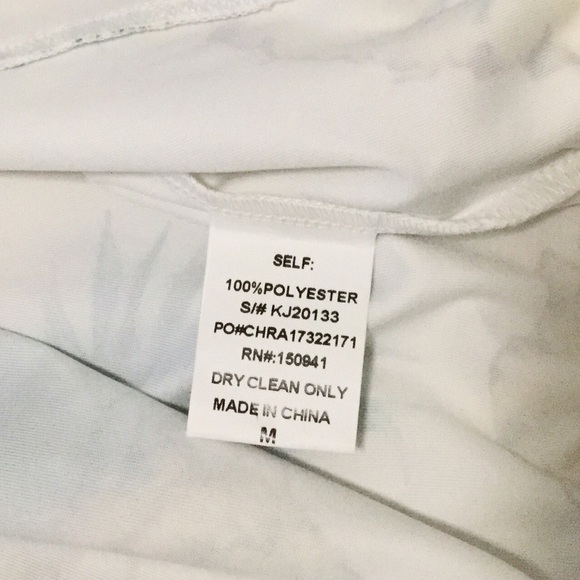 SELF:
100%POLYESTER
S/# KJ20133
PO#CHRA17322171
RN#:150941
DRY CLEAN ONLY
MADE IN CHINA
M